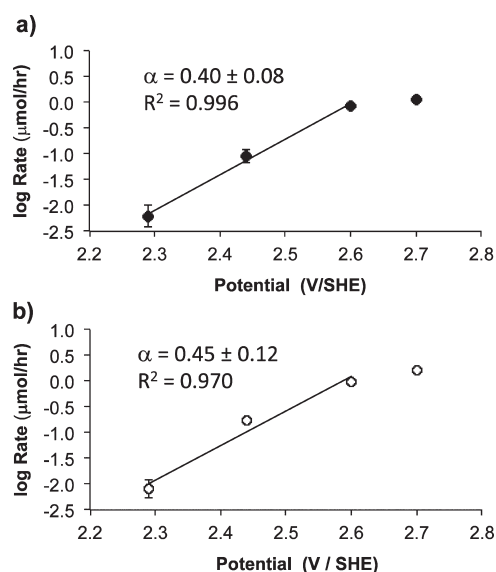 a)
1.0
0.5
0.0
-0.5
-1.0
-1.5
-2.0
-2.5
log Rate (μmol/hr)
α = 0.40 ± 0.08
R² = 0.996
2.2 2.3 2.4 2.5 2.6 2.7 2.8
Potential (V/SHE)
b)
1.0
0.5
0.0
-0.5
-1.0
-1.5
-2.0
-2.5
log Rate (μmol/hr)
α = 0.45 ± 0.12
R² = 0.970
2.2 2.3 2.4 2.5 2.6 2.7 2.8
Potential (V / SHE)